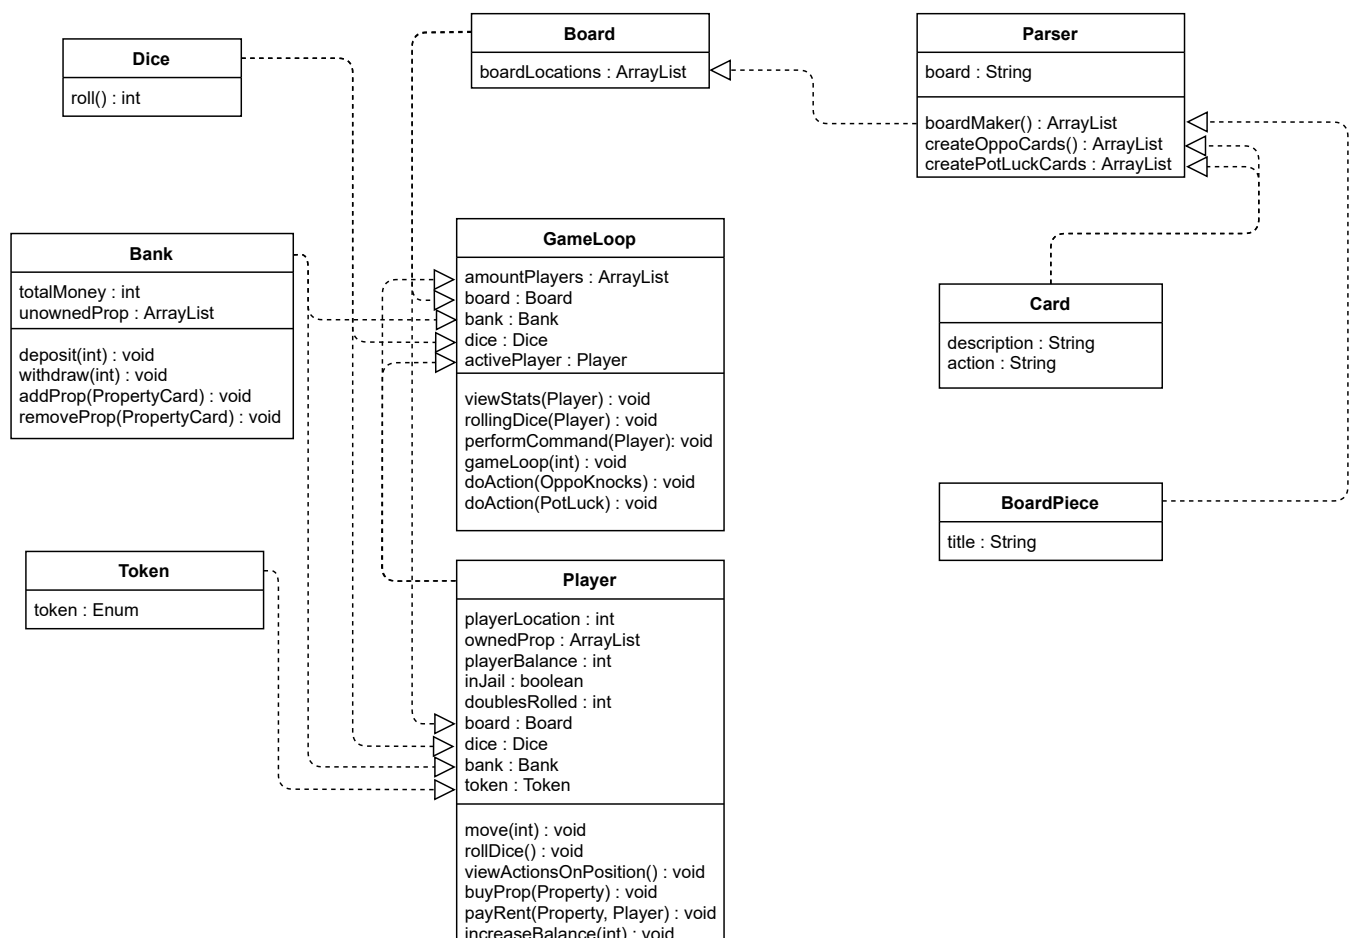 Dice
roll() : int
Board
boardLocations : ArrayList
Parser
board : String
boardMaker() : ArrayList
createOppoCards() : ArrayList
createPotLuckCards : ArrayList
Bank
totalMoney : int
unownedProp : ArrayList
deposit(int) : void
withdraw(int) : void
addProp(PropertyCard) : void
removeProp(PropertyCard) : void
GameLoop
amountPlayers : ArrayList
board : Board
bank : Bank
dice : Dice
activePlayer : Player
viewStats(Player) : void
rollingDice(Player) : void
performCommand(Player): void
gameLoop(int) : void
doAction(OppoKnocks) : void
doAction(PotLuck) : void
Card
description : String
action : String
BoardPiece
title : String
Token
token : Enum
Player
playerLocation : int
ownedProp : ArrayList
playerBalance : int
inJail : boolean
doublesRolled : int
board : Board
dice : Dice
bank : Bank
token : Token
move(int) : void
rollDice() : void
viewActionsOnPosition() : void
buyProp(Property) : void
payRent(Property, Player) : void
increaseBalance(int) : void